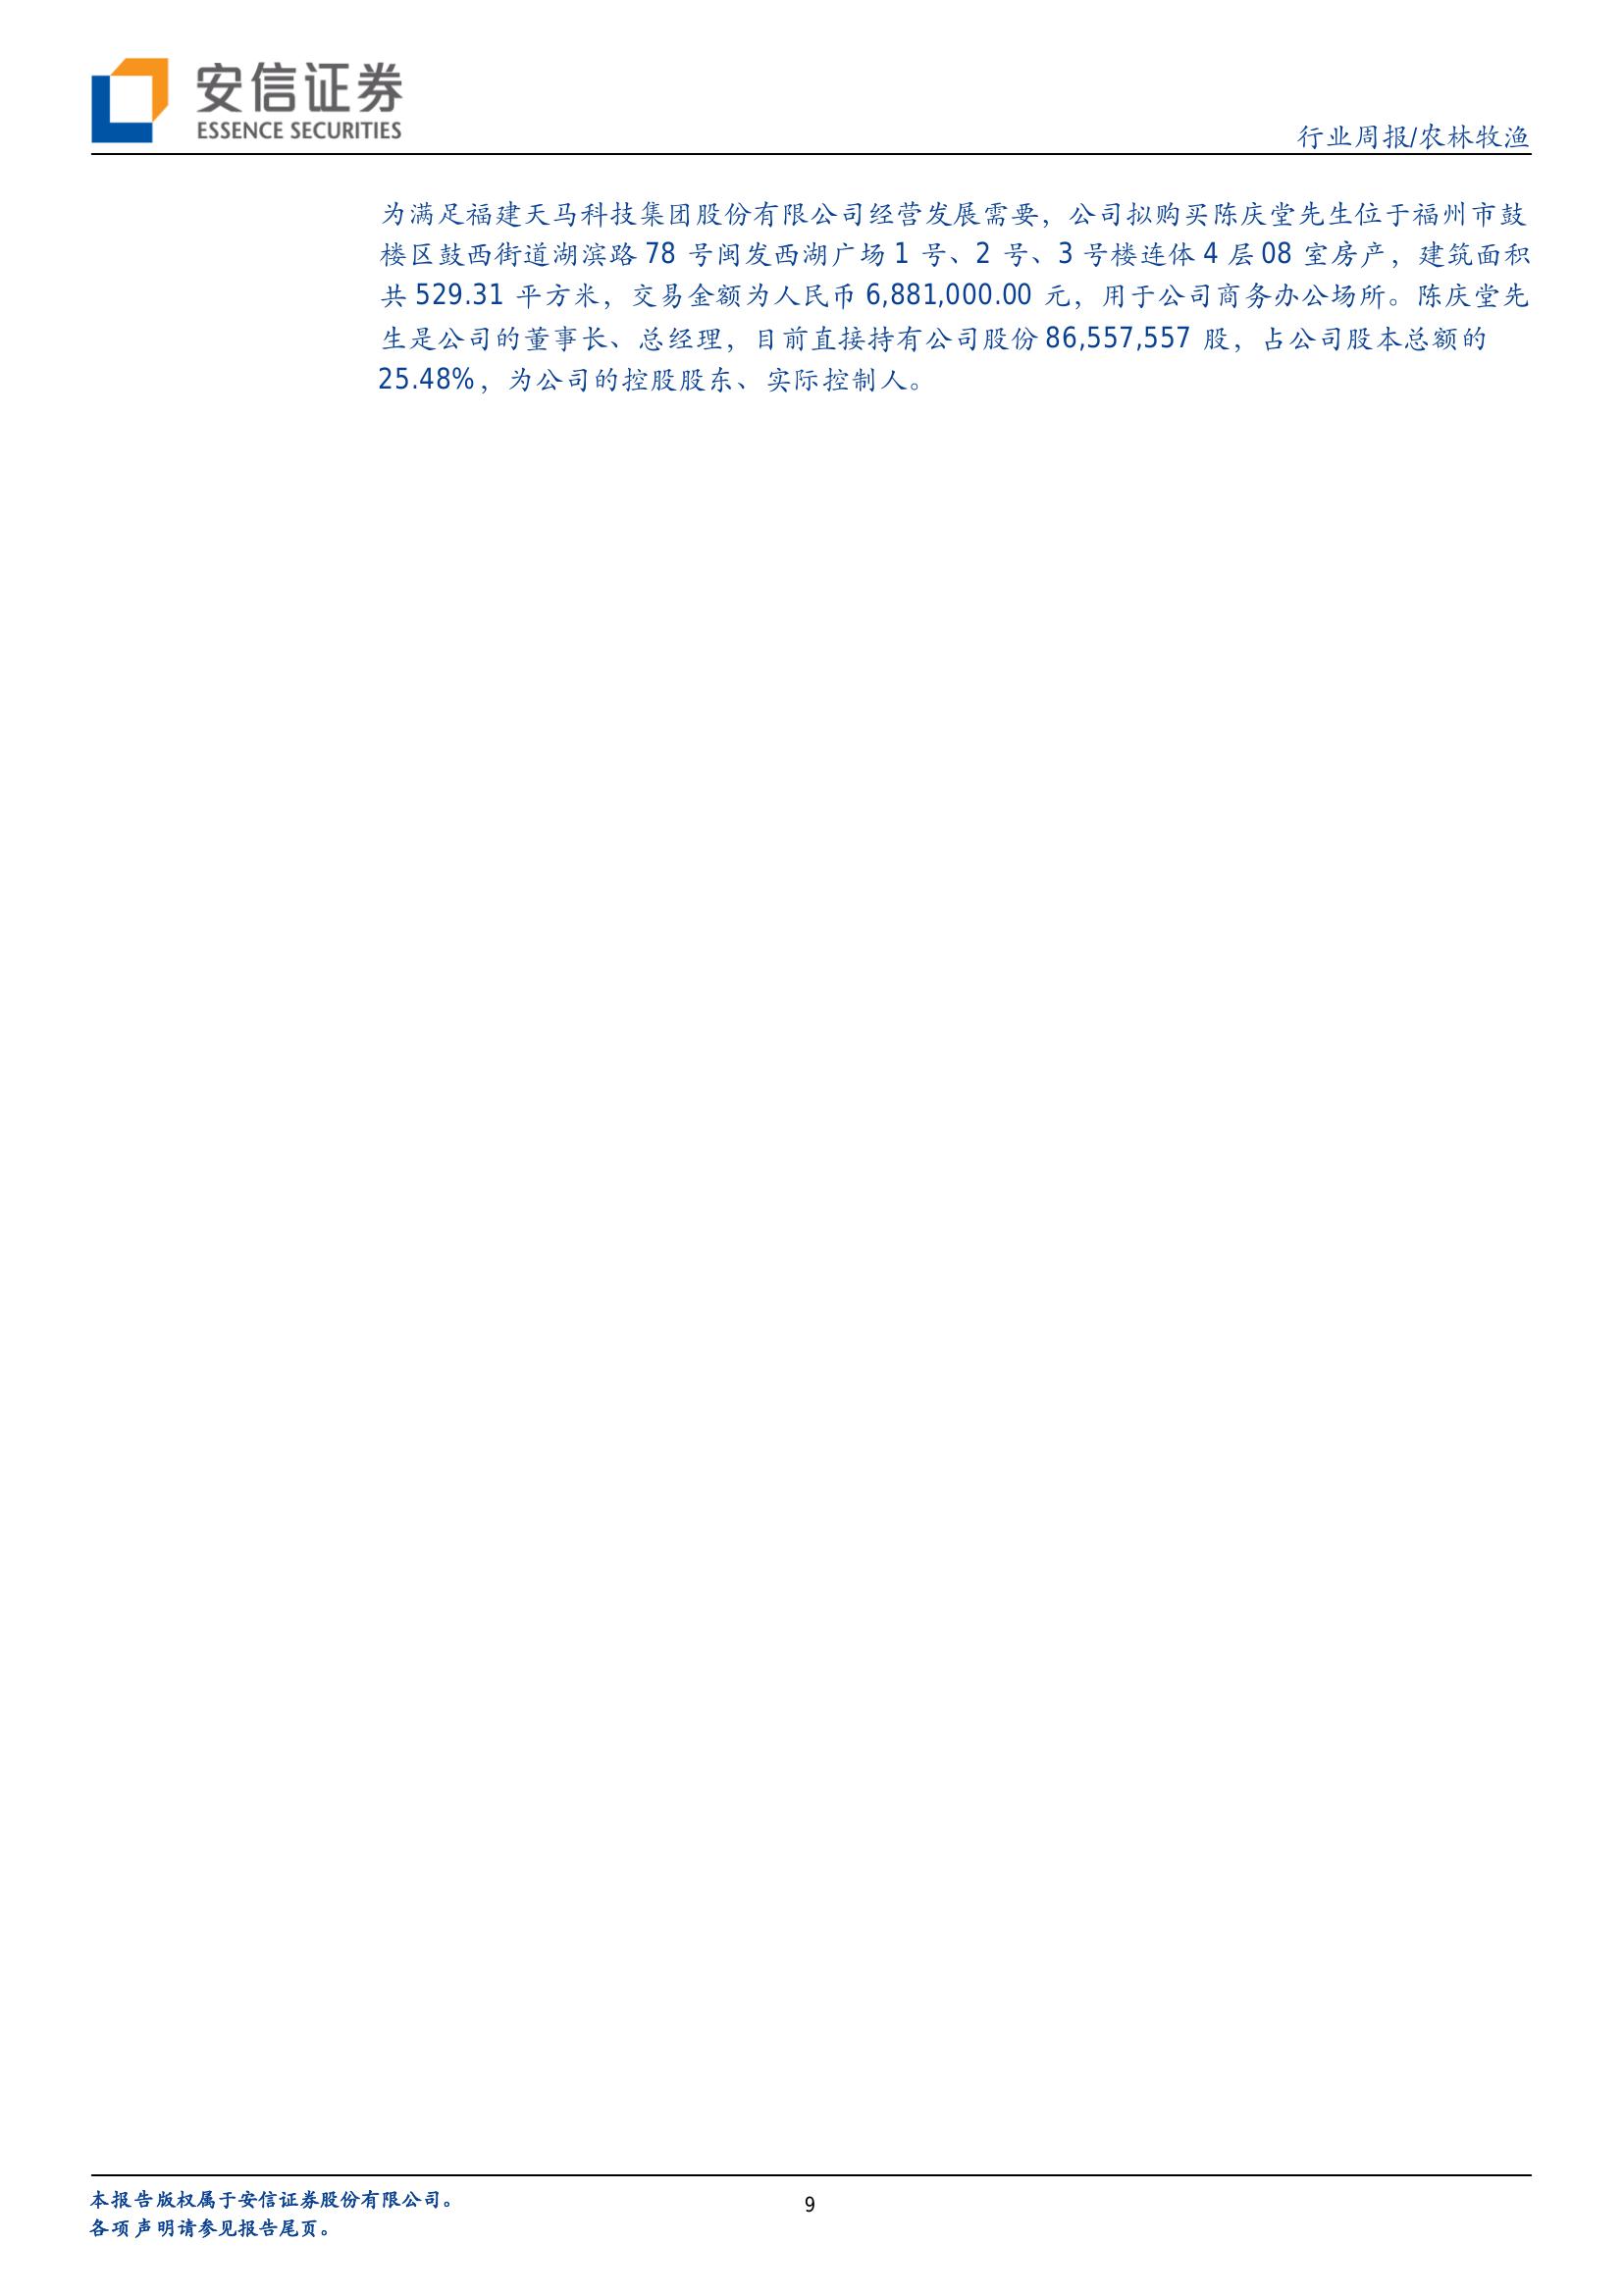 安信证券
ESSENCE SECURITIES
行业周报/农林牧渔
为满足福建天马科技集团股份有限公司经营发展需要，公司拟购买陈庆堂先生位于福州市鼓
楼区鼓西街道湖滨路 78 号闽发西湖广场 1 号、2 号、3 号楼连体 4 层 08 室房产，建筑面积
共 529.31 平方米，交易金额为人民币 6,881,000.00 元，用于公司商务办公场所。陈庆堂先
生是公司的董事长、总经理，目前直接持有公司股份 86,557,557 股，占公司股本总额的
25.48%，为公司的控股股东、实际控制人。
本报告版权属于安信证券股份有限公司。
各项声明请参见报告尾页。
9